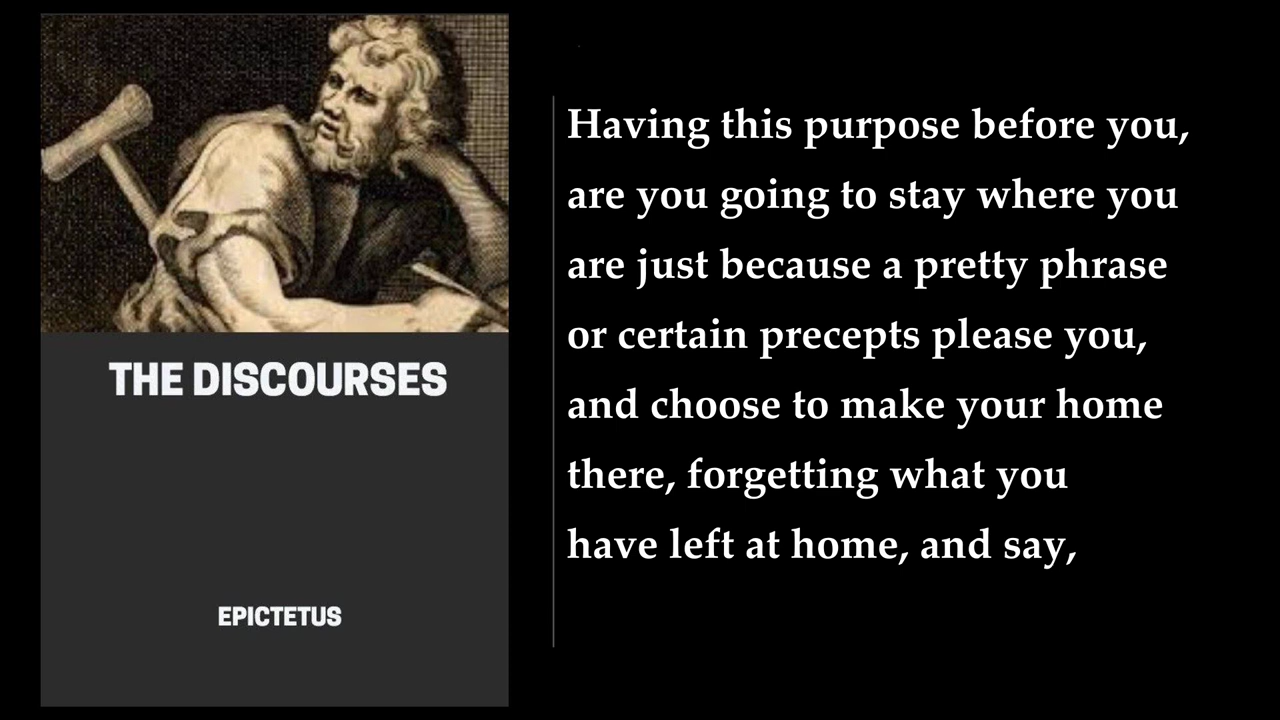 THE DISCOURSES
EPICTETUS
Having this purpose before you,
are you going to stay where you
are just because a pretty phrase
or certain precepts please you,
and choose to make your home
there, forgetting what you
have left at home, and say,